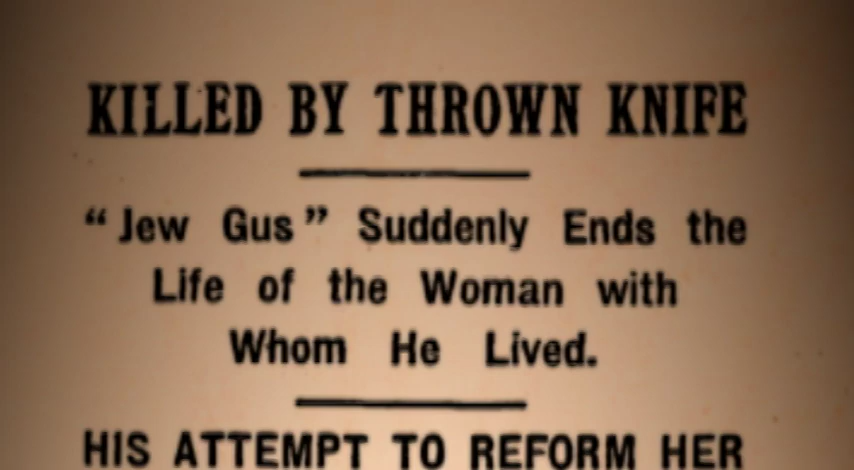 KILLED BY THROWN KNIFE
“Jew Gus” Suddenly Ends the
Life of the Woman with
Whom He Lived.
HIS ATTEMPT TO REFORM HER